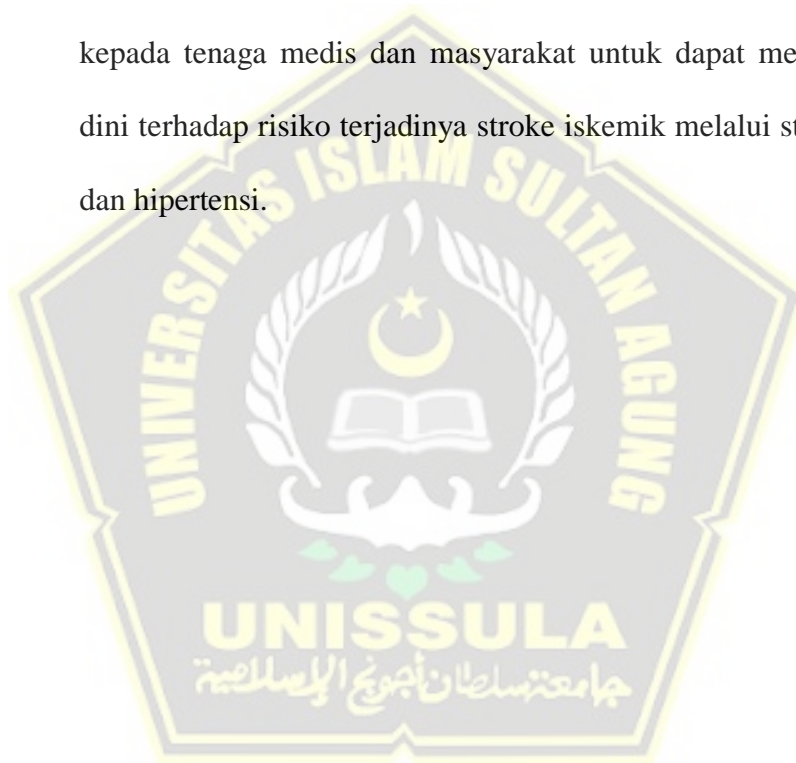 kepada tenaga medis dan masyarakat untuk dapat me
dini terhadap risiko terjadinya stroke iskemik melalui st
dan hipertensi.
UNIVERSITAS ISLAM SULTAN AGUNG
UNISSULA
جامعة سلطان أجونج الإسلامية